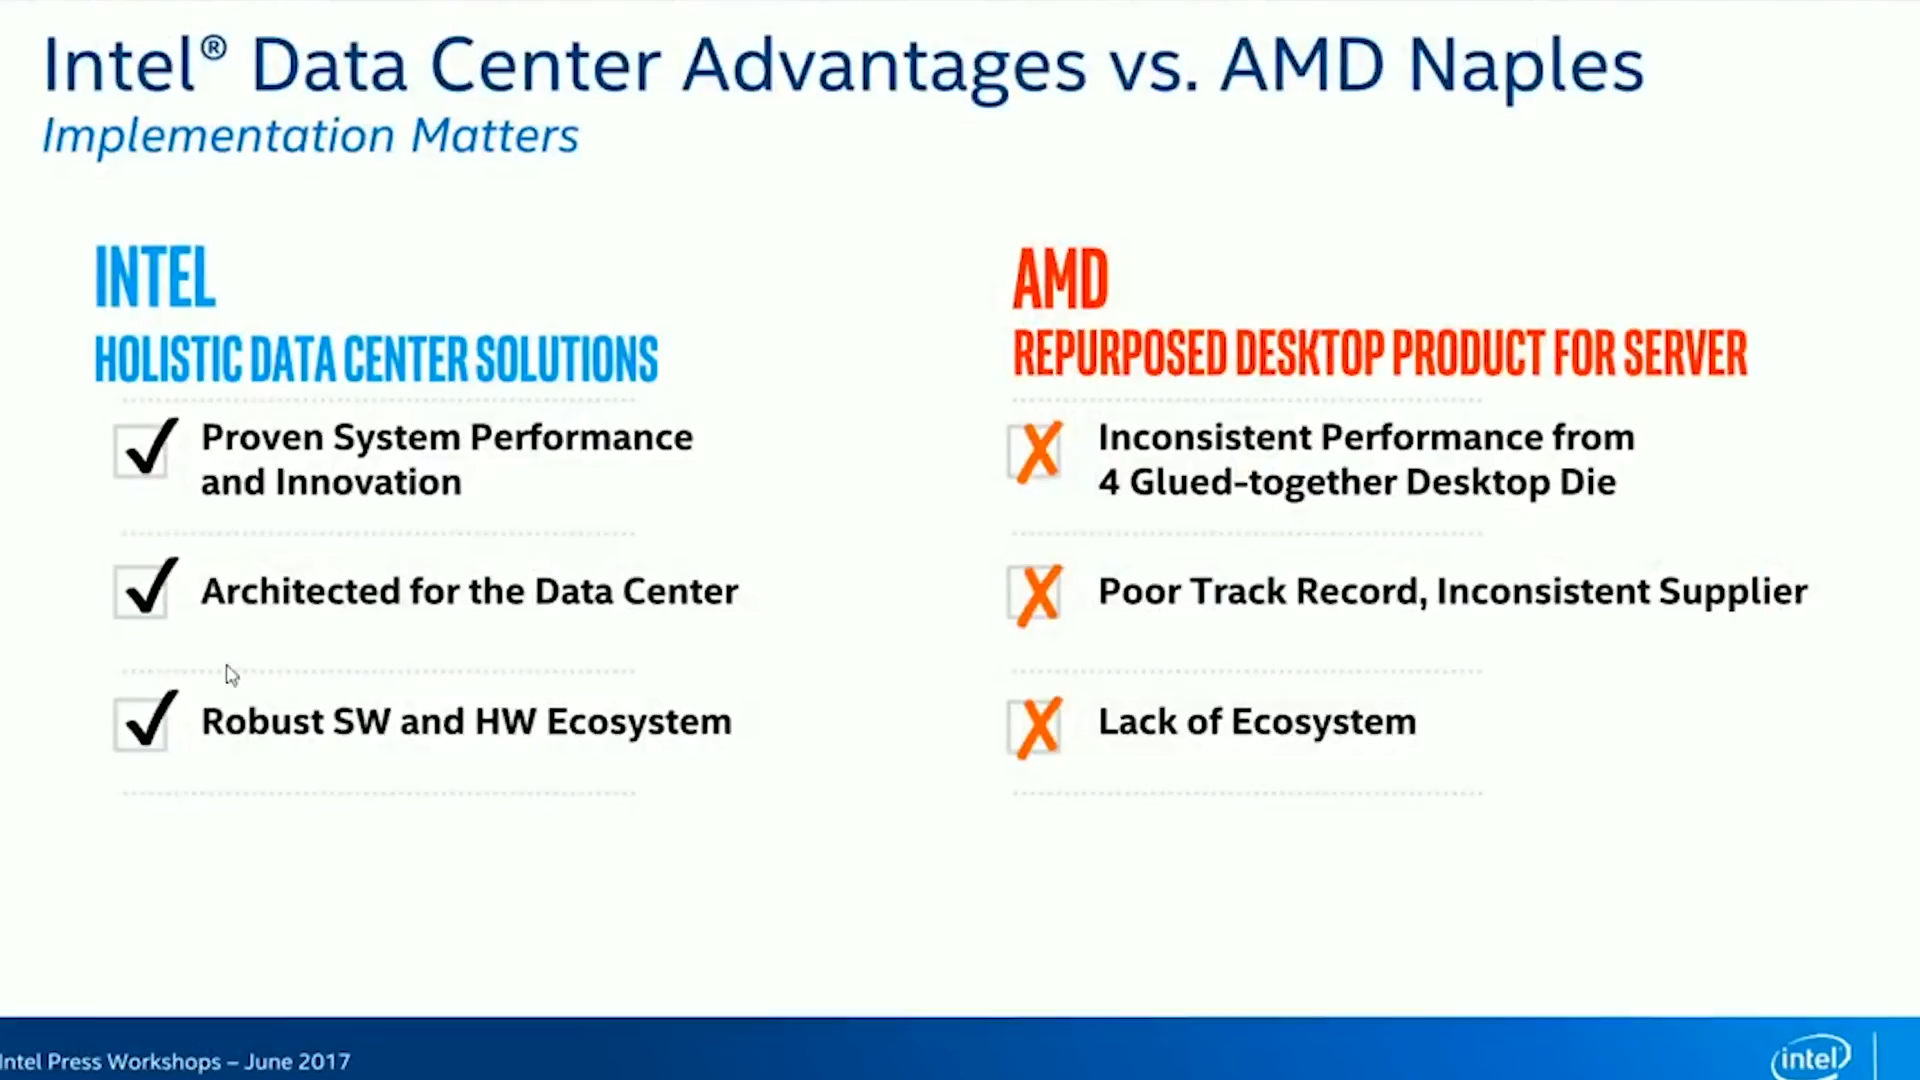 Intel® Data Center Advantages vs. AMD Naples
Implementation Matters
INTEL
HOLISTIC DATA CENTER SOLUTIONS
Proven System Performance
and Innovation
Architected for the Data Center
Robust SW and HW Ecosystem
AMD
REPURPOSED DESKTOP PRODUCT FOR SERVER
Inconsistent Performance from
4 Glued-together Desktop Die
Poor Track Record, Inconsistent Supplier
Lack of Ecosystem
Intel Press Workshops – June 2017
intel